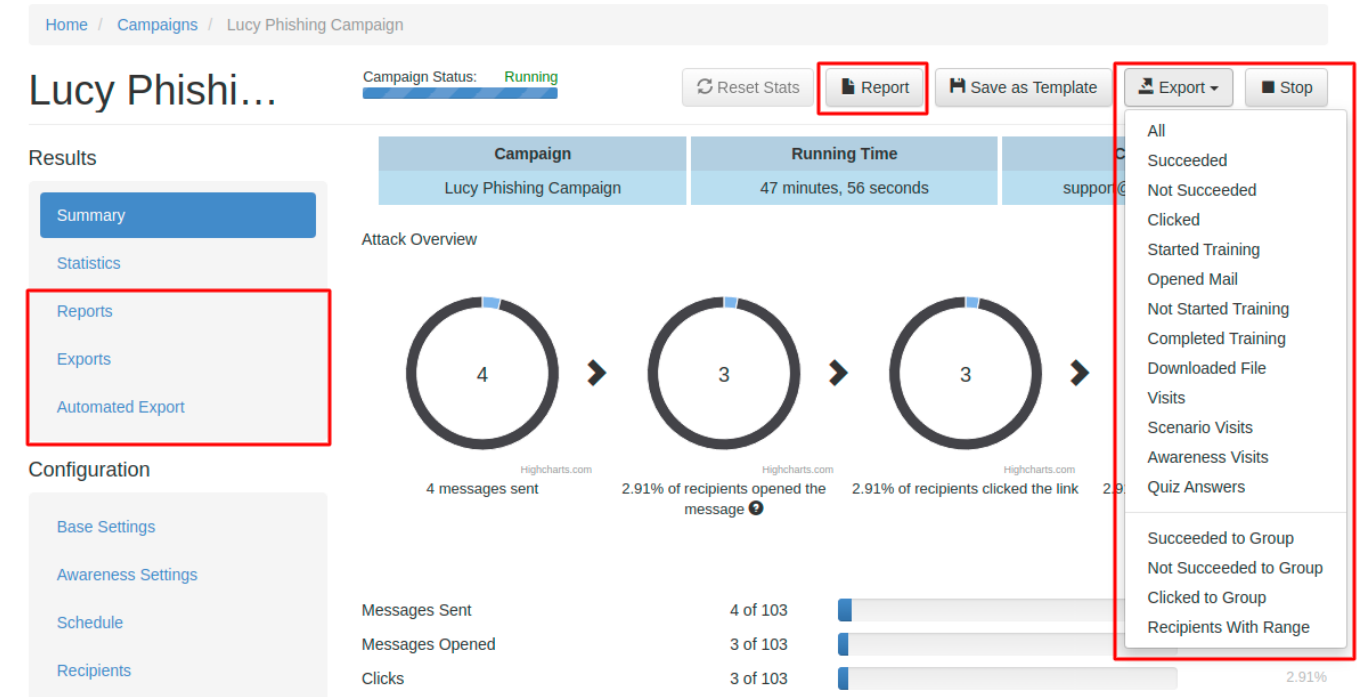 Home / Campaigns / Lucy Phishing Campaign
Lucy Phishi...
Campaign Status: Running
Reset Stats
Report
Save as Template
Export
Stop
Results
Summary
Statistics
Reports
Exports
Automated Export
Configuration
Base Settings
Awareness Settings
Schedule
Recipients
Campaign Running Time C
Lucy Phishing Campaign 47 minutes, 56 seconds support@
Attack Overview
4
Highcharts.com
4 messages sent
3
Highcharts.com
2.91% of recipients opened the
message
3
Highcharts.com
2.91% of recipients clicked the link
2.9
Messages Sent 4 of 103
Messages Opened 3 of 103
Clicks 3 of 103 2.91%
All
Succeeded
Not Succeeded
Clicked
Started Training
Opened Mail
Not Started Training
Completed Training
Downloaded File
Visits
Scenario Visits
Awareness Visits
Quiz Answers
Succeeded to Group
Not Succeeded to Group
Clicked to Group
Recipients With Range